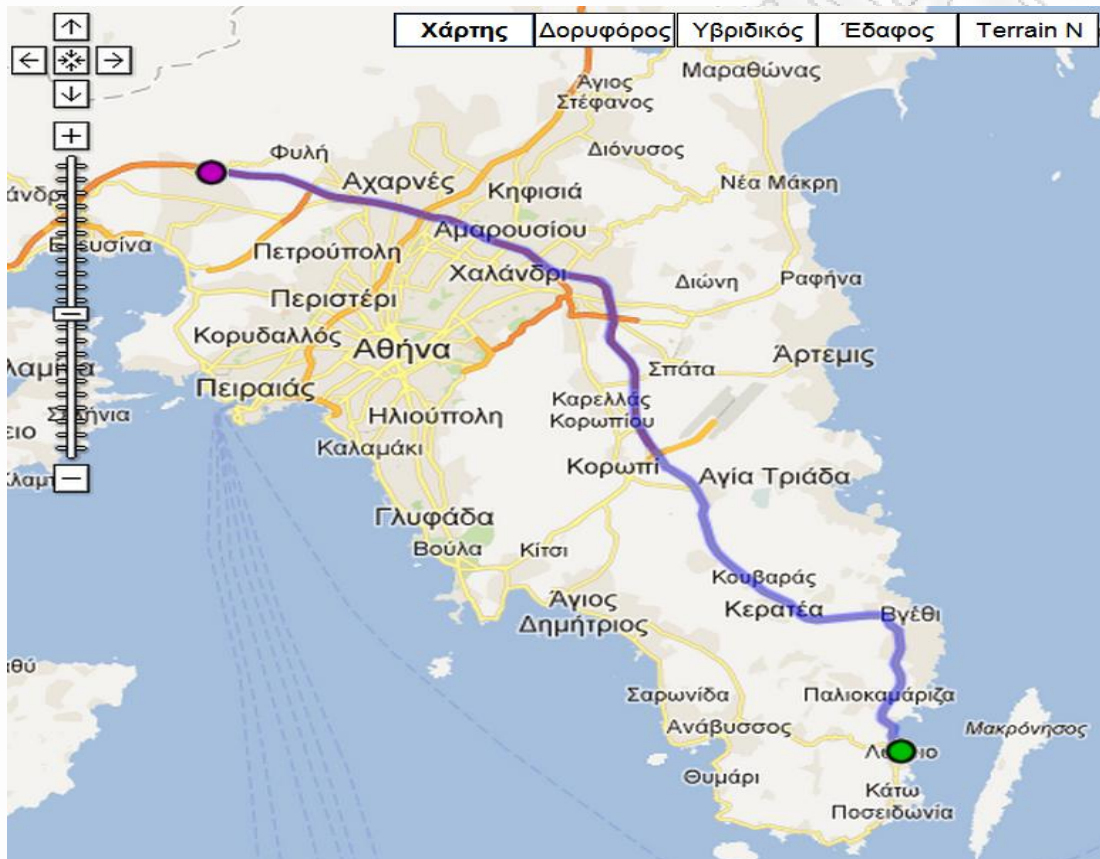 Χάρτης Δορυφόρος Υβριδικός Έδαφος Terrain N
Μαραθώνας
Άγιος
Στέφανος
Διόνυσος
Φυλή
Αχαρνές
Κηφισιά
Νέα Μάκρη
Αμαρουσίου
Πετρούπολη
Χαλάνδρι
Διώνη
Ραφήνα
Περιστέρι
Κορυδαλλός
Αθήνα
Άρτεμις
Σπάτα
Πειραιάς
Καρελλάς
Κορωπίου
Ηλιούπολη
Καλαμάκι
Κορωπί
Αγία Τριάδα
Γλυφάδα
Βούλα
Κίτσι
Κουβαράς
Άγιος
Δημήτριος
Κερατέα
Βγέθι
Σαρωνίδα
Παλιοκαμάριζα
Ανάβυσσος
Μακρόνησος
Θυμάρι
Κάτω
Ποσειδωνία